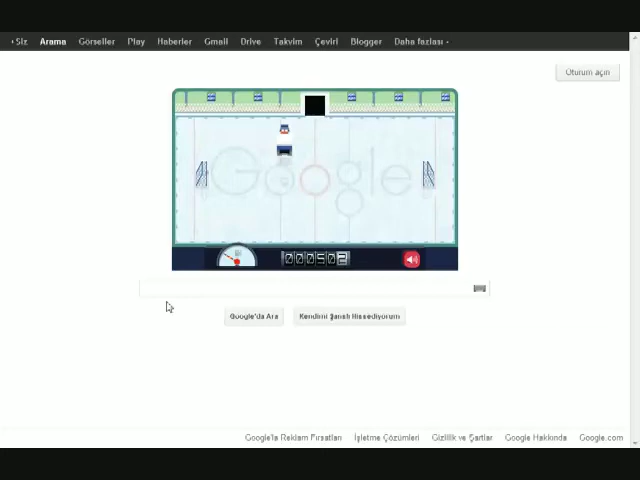 Siz Arama Görseller Play Haberler Gmail Drive Takvim Çeviri Blogger Daha fazlası
Oturum açın
Google
000502
Google'da Ara Kendimi Şanslı Hissediyorum
Google'la Reklam Fırsatları İşletme Çözümleri Gizlilik ve Şartlar Google Hakkında Google.com